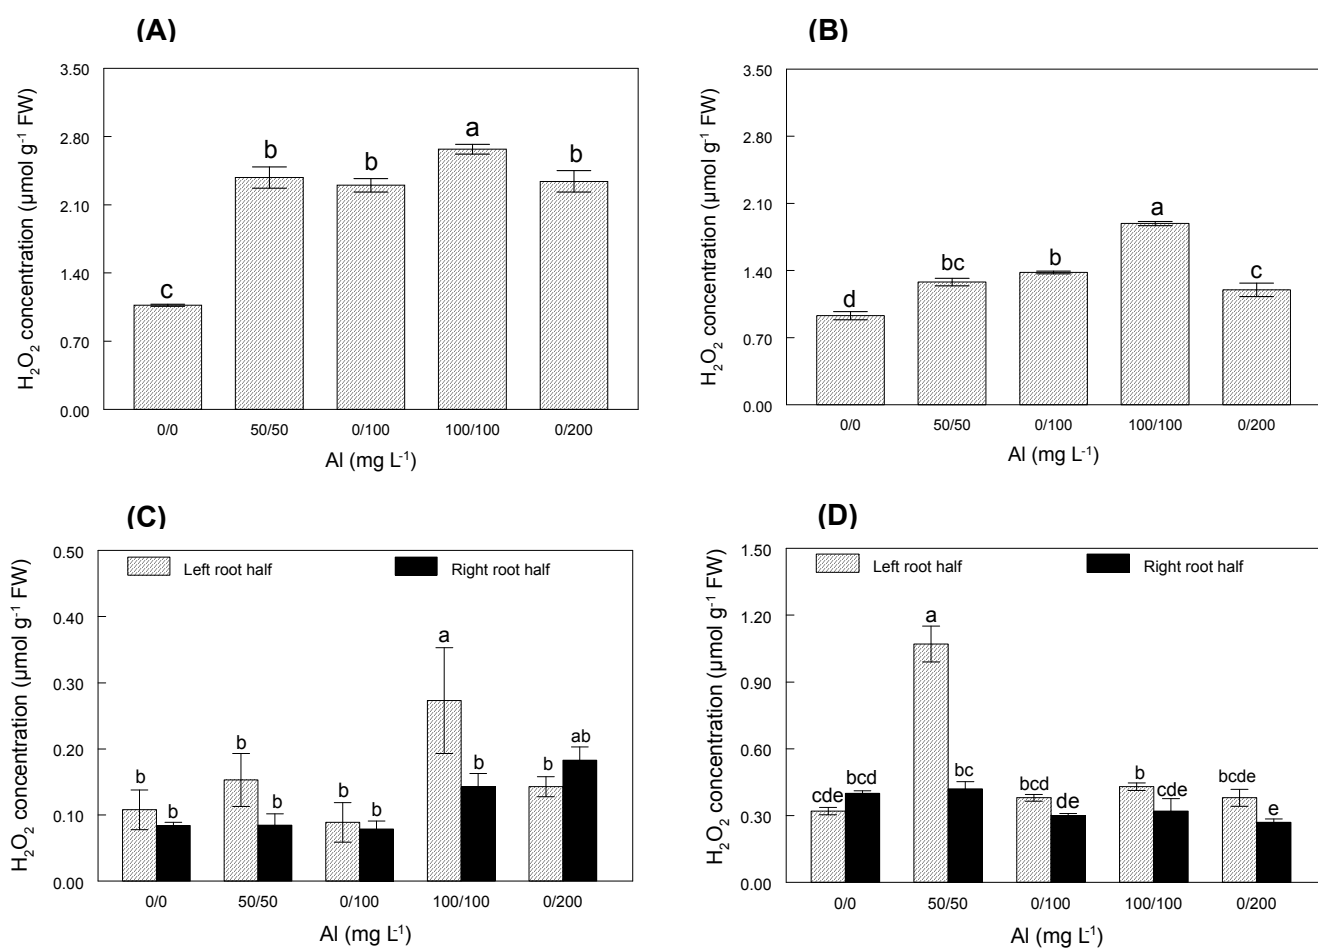 (A)
H₂O₂ concentration (µmol g⁻¹ FW)
3.50
2.80
2.10
1.40
0.70
0.00
c
b
b
a
b
0/0
50/50
0/100
100/100
0/200
Al (mg L⁻¹)
(B)
H₂O₂ concentration (µmol g⁻¹ FW)
3.50
2.80
2.10
1.40
0.70
0.00
d
bc
b
a
c
0/0
50/50
0/100
100/100
0/200
Al (mg L⁻¹)
(C)
H₂O₂ concentration (µmol g⁻¹ FW)
0.50
0.40
0.30
0.20
0.10
0.00
Left root half
Right root half
b
b
b
b
b
b
a
b
b
ab
0/0
50/50
0/100
100/100
0/200
Al (mg L⁻¹)
(D)
H₂O₂ concentration (µmol g⁻¹ FW)
1.50
1.20
0.90
0.60
0.30
0.00
Left root half
Right root half
cde
bcd
a
bc
bcd
de
b
cde
bcde
e
0/0
50/50
0/100
100/100
0/200
Al (mg L⁻¹)